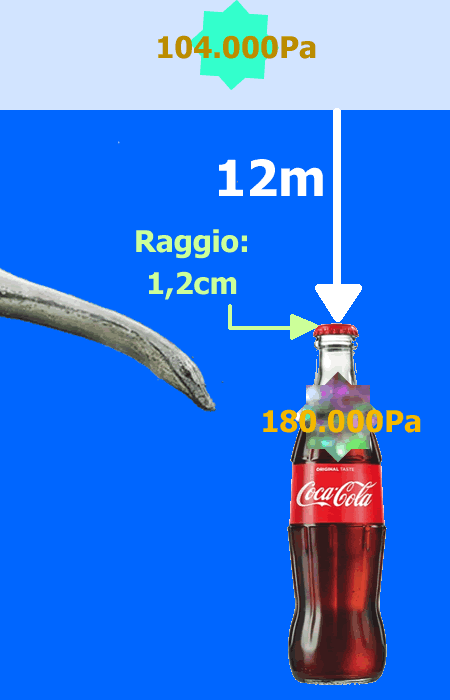 104.000Pa
12m
Raggio:
1,2cm
180.000Pa
ORIGINAL TASTE
Coca-Cola